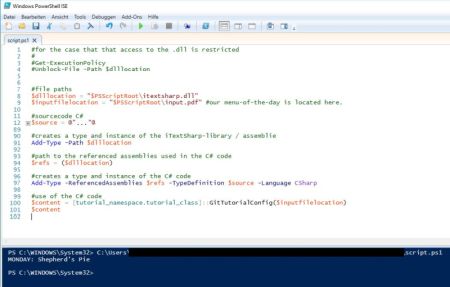 Windows PowerShell ISE
Datei Bearbeiten Ansicht Tools Debuggen Add-Ons Hilfe
script.ps1 X
1 #for the case that that access to the .dll is restricted
2 #
3 #Get-ExecutionPolicy
4 #Unblock-File -Path $dlllocation
5
6
7 #file paths
8 $dlllocation = "$PSScriptRoot\itextsharp.dll"
9 $inputfilelocation = "$PSScriptRoot\input.pdf" #our menu-of-the-day is located here.
10
11 #sourcecode C#
12 $source = @"..."@
89
90 #creates a type and instance of the iTextSharp-library / assemblie
91 Add-Type -Path $dlllocation
92
93 #path to the referenced assemblies used in the C# code
94 $refs = ($dlllocation)
95
96 #creates a type and instance of the C# code
97 Add-Type -ReferencedAssemblies $refs -TypeDefinition $source -Language CSharp
98
99 #use of the C# code
100 $content = [tutorial_namespace.tutorial_class]::GitTutorialConfig($inputfilelocation)
101 $content
102
PS C:\WINDOWS\System32> C:\Users\ \script.ps1
MONDAY: Shepherd's Pie
PS C:\WINDOWS\System32>